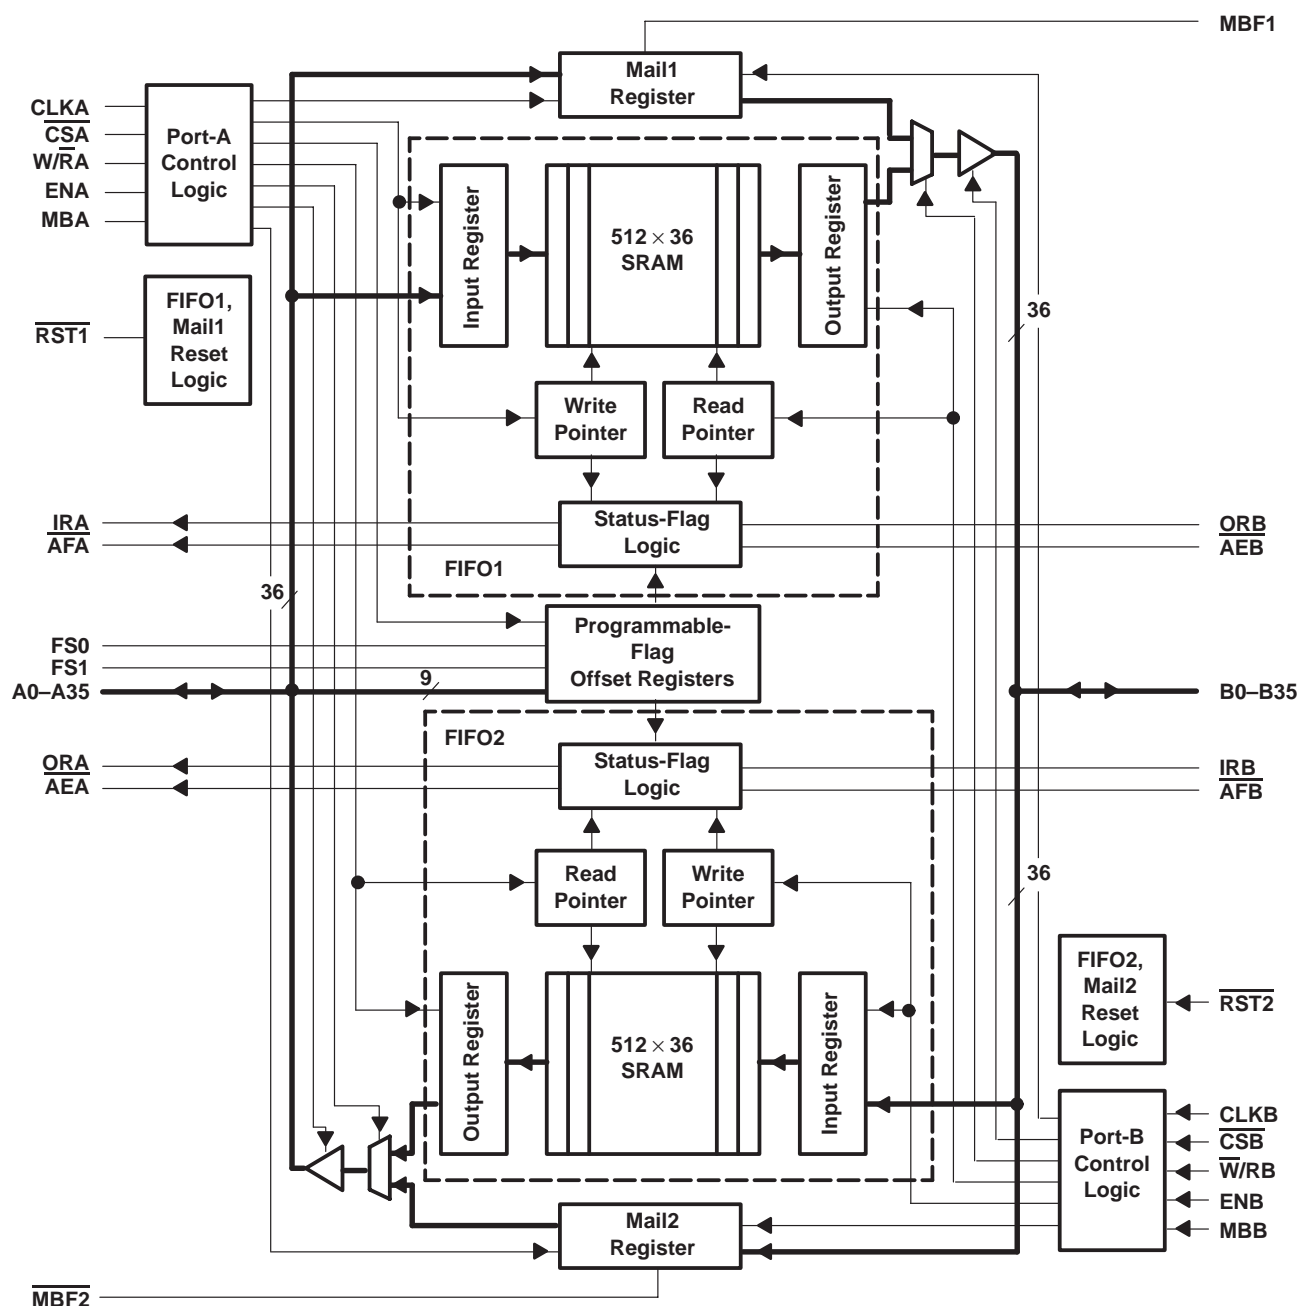 MBF1
Mail1
Register
CLKA
CSA
W/RA
ENA
MBA
Port-A
Control
Logic
Input Register
512 × 36
SRAM
Output Register
RST1
FIFO1,
Mail1
Reset
Logic
36
Write
Pointer
Read
Pointer
IRA
AFA
Status-Flag
Logic
ORB
AEB
FIFO1
36
Programmable-
Flag
Offset Registers
FS0
FS1
A0–A35
9
B0–B35
FIFO2
ORA
AEA
Status-Flag
Logic
IRB
AFB
Read
Pointer
Write
Pointer
36
FIFO2,
Mail2
Reset
Logic
RST2
Output Register
512 × 36
SRAM
Input Register
Port-B
Control
Logic
CLKB
CSB
W/RB
ENB
MBB
Mail2
Register
MBF2